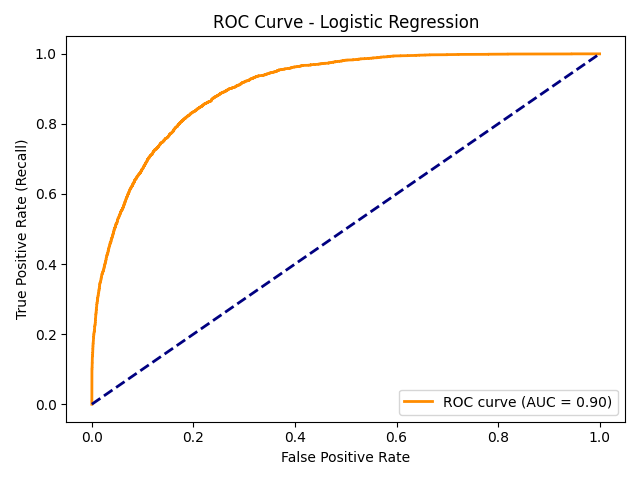 ROC Curve - Logistic Regression
True Positive Rate (Recall)
1.0
0.8
0.6
0.4
0.2
0.0
ROC curve (AUC = 0.90)
0.0 0.2 0.4 0.6 0.8 1.0
False Positive Rate